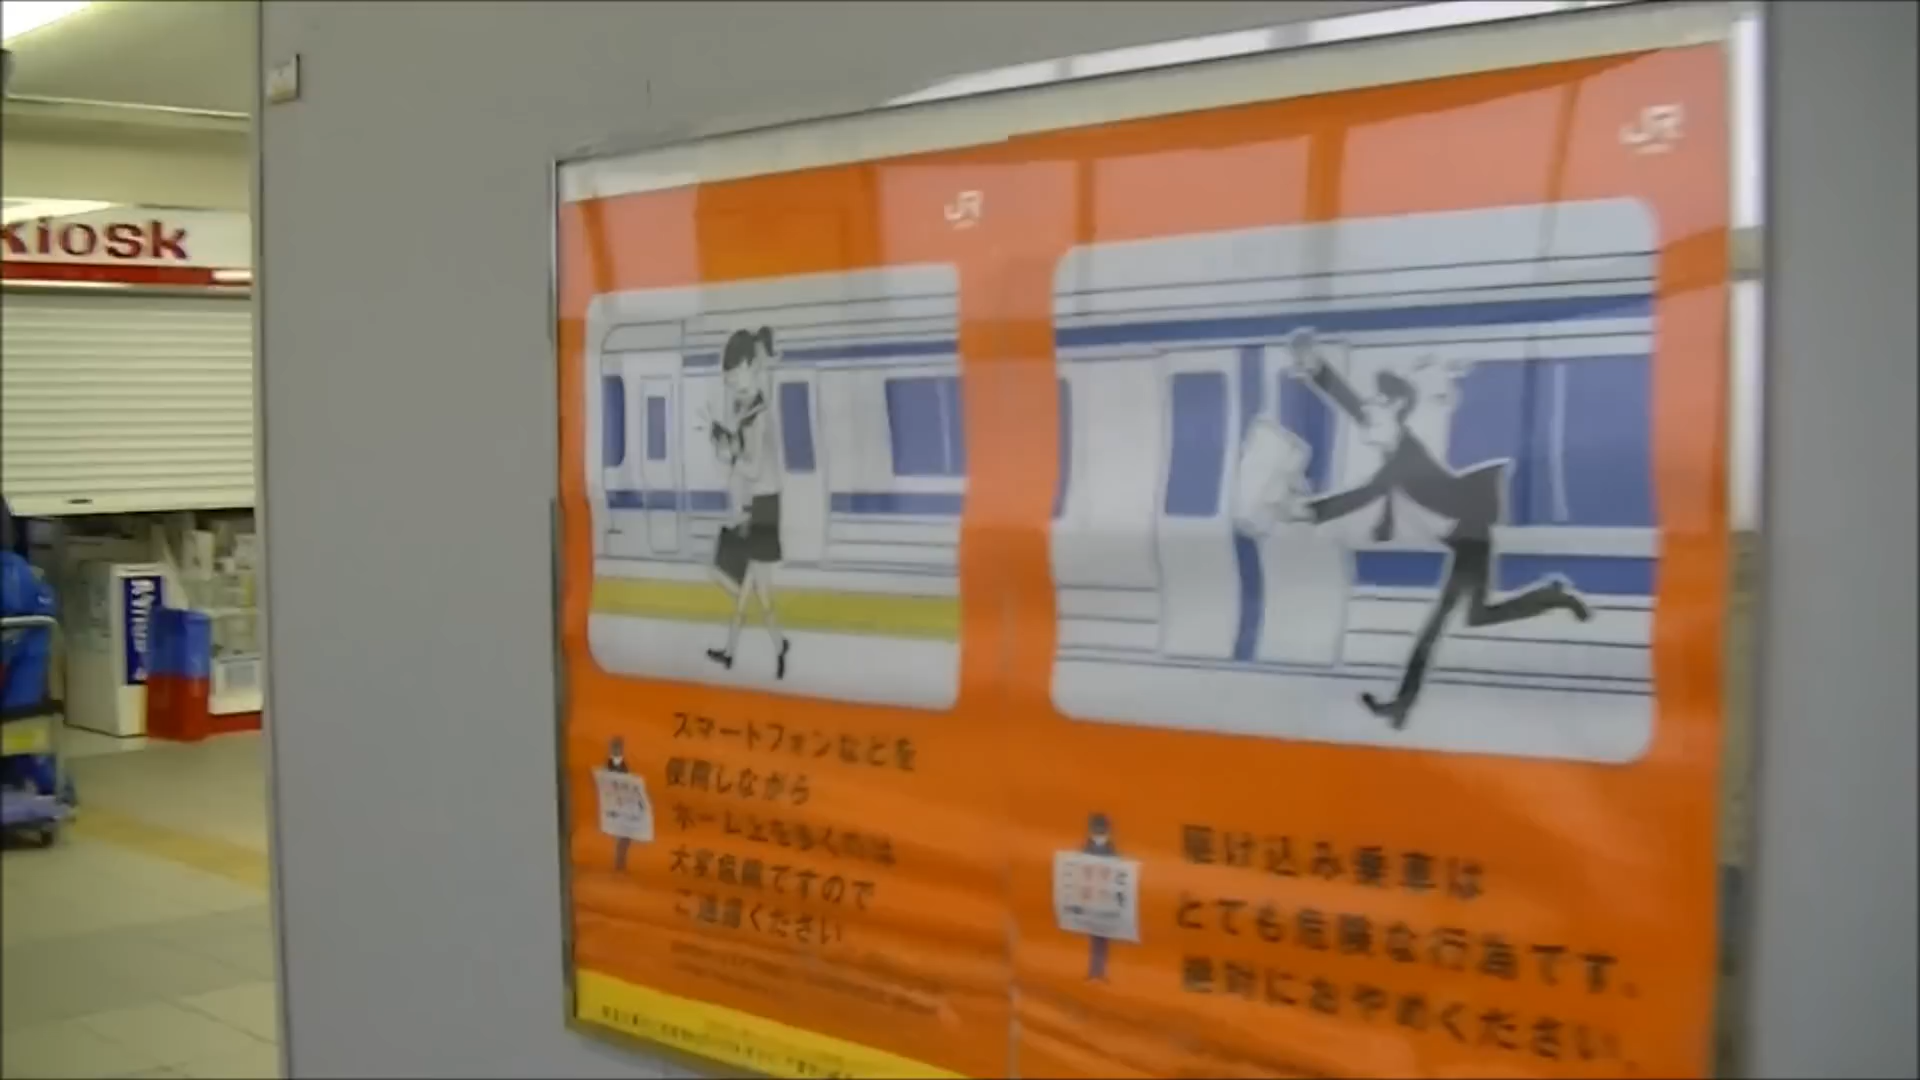 Kiosk
JR
JR
スマートフォンなどを
使用しながら
ホーム上を歩くのは
大変危険ですので
ご遠慮ください
駆け込み乗車は
とても危険な行為です。
絶対におやめください。